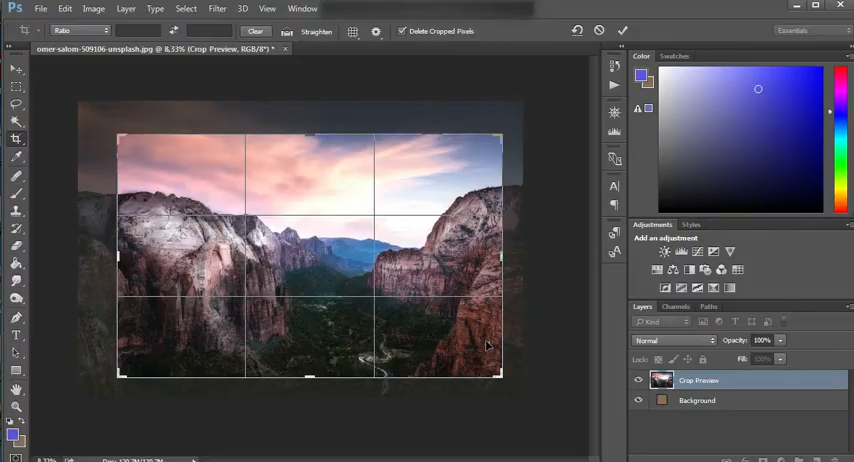 Ps File Edit Image Layer Type Select Filter 3D View Window
Ratio Clear Straighten Delete Cropped Pixels Essentials
omer-salom-509106-unsplash.jpg @ 8,33% (Crop Preview, RGB/8*) * ×
Color Swatches
Adjustments Styles
Add an adjustment
Layers Channels Paths
Kind
Normal Opacity: 100%
Lock: Fill: 100%
Crop Preview
Background
8,33%